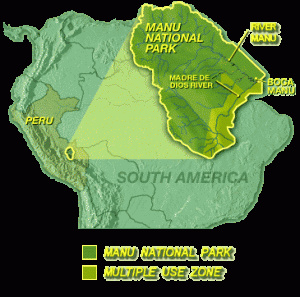 MANU
NATIONAL
PARK
RIVER
MANU
MADRE DE
DIOS RIVER
BOCA
MANU
PERU
SOUTH AMERICA
MANU NATIONAL PARK
MULTIPLE USE ZONE